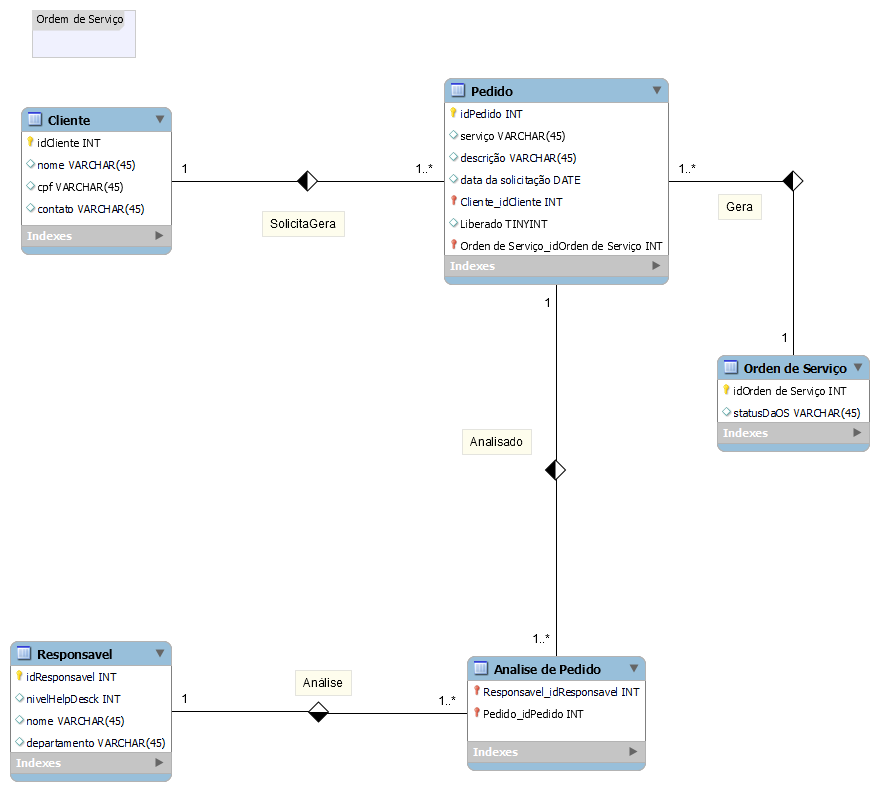 Ordem de Serviço
Cliente
idCliente INT
nome VARCHAR(45)
cpf VARCHAR(45)
contato VARCHAR(45)
Indexes
1
1..*
SolicitaGera
Pedido
idPedido INT
serviço VARCHAR(45)
descrição VARCHAR(45)
data da solicitação DATE
Cliente_idCliente INT
Liberado TINYINT
Orden de Serviço_idOrden de Serviço INT
Indexes
1..*
Gera
1
Orden de Serviço
idOrden de Serviço INT
statusDaOS VARCHAR(45)
Indexes
1
Analisado
1..*
Responsavel
idResponsavel INT
nivelHelpDesck INT
nome VARCHAR(45)
departamento VARCHAR(45)
Indexes
1
Análise
1..*
Analise de Pedido
Responsavel_idResponsavel INT
Pedido_idPedido INT
Indexes